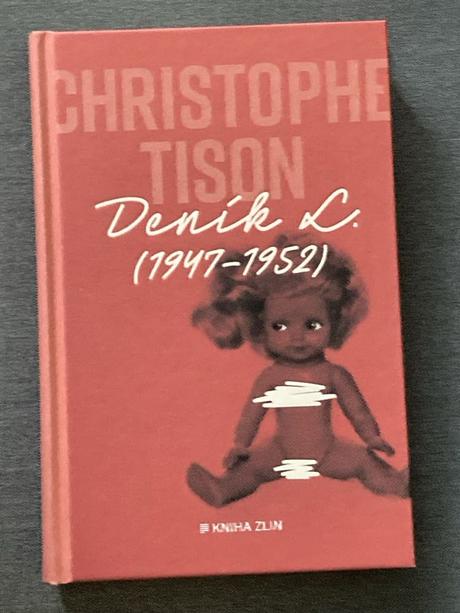 CHRISTOPHE
TISON
Deník L.
(1947–1952)
KNIHA ZLIN